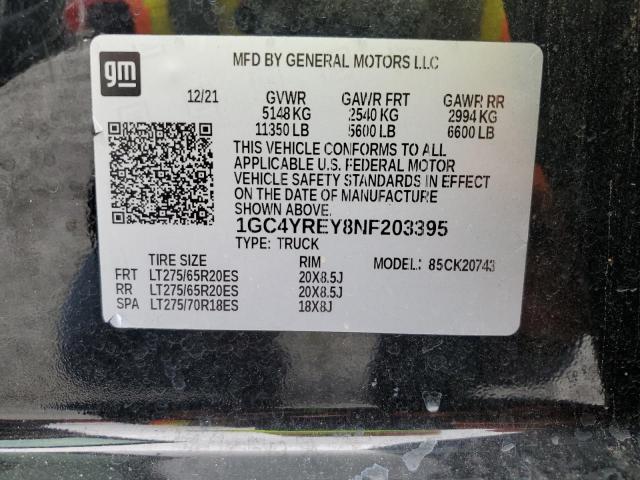 gm
MFD BY GENERAL MOTORS LLC
12/21 GVWR GAWR FRT GAWR RR
5148 KG 2540 KG 2994 KG
11350 LB 5600 LB 6600 LB
THIS VEHICLE CONFORMS TO ALL
APPLICABLE U.S. FEDERAL MOTOR
VEHICLE SAFETY STANDARDS IN EFFECT
ON THE DATE OF MANUFACTURE
SHOWN ABOVE.
1GC4YREY8NF203395
TYPE: TRUCK
TIRE SIZE RIM MODEL: 85CK20743
FRT LT275/65R20ES 20X8.5J
RR LT275/65R20ES 20X8.5J
SPA LT275/70R18ES 18X8J